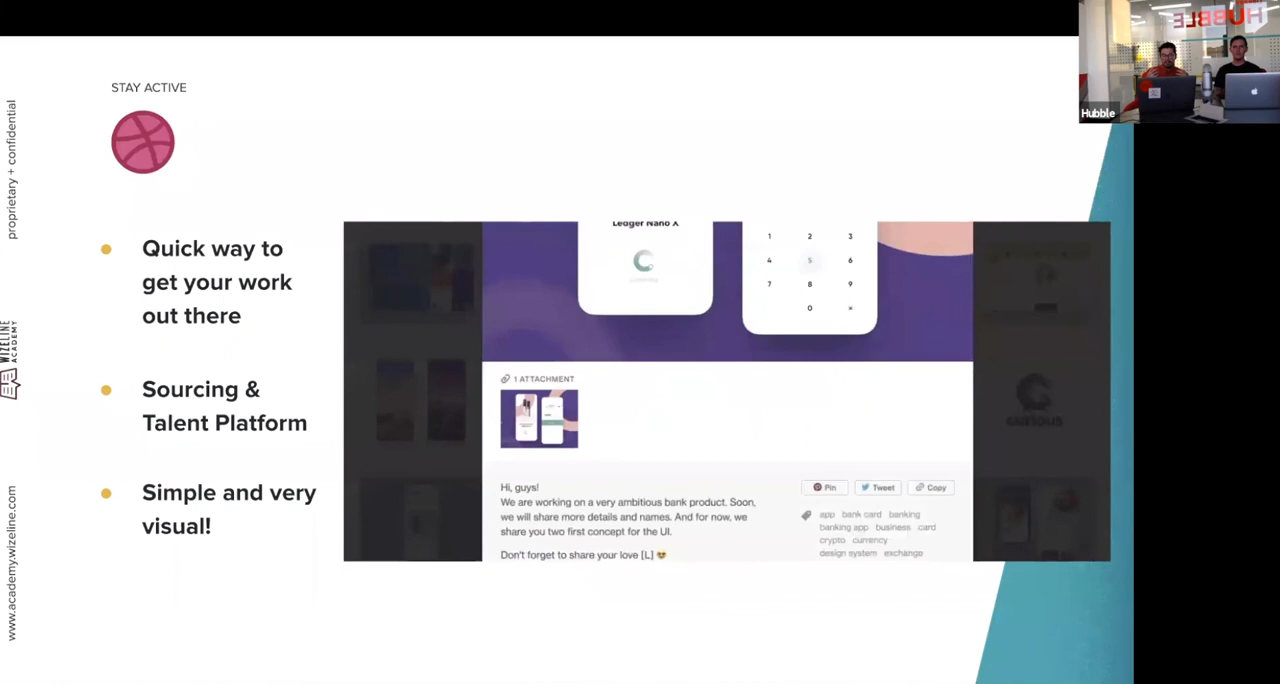 HUBBLE
Hubble
STAY ACTIVE
proprietary + confidential
WIZELINE
ACADEMY
www.academy.wizeline.com
Quick way to
get your work
out there
Sourcing &
Talent Platform
Simple and very
visual!
Ledger Nano X
1 2 3
4 5 6
7 8 9
0 ×
1 ATTACHMENT
Hi, guys!
We are working on a very ambitious bank product. Soon,
we will share more details and names. And for now, we
share you two first concept for the UI.
Don't forget to share your love [L] 😍
Pin Tweet Copy
app bank card banking
banking app business card
crypto currency
design system exchange
curious